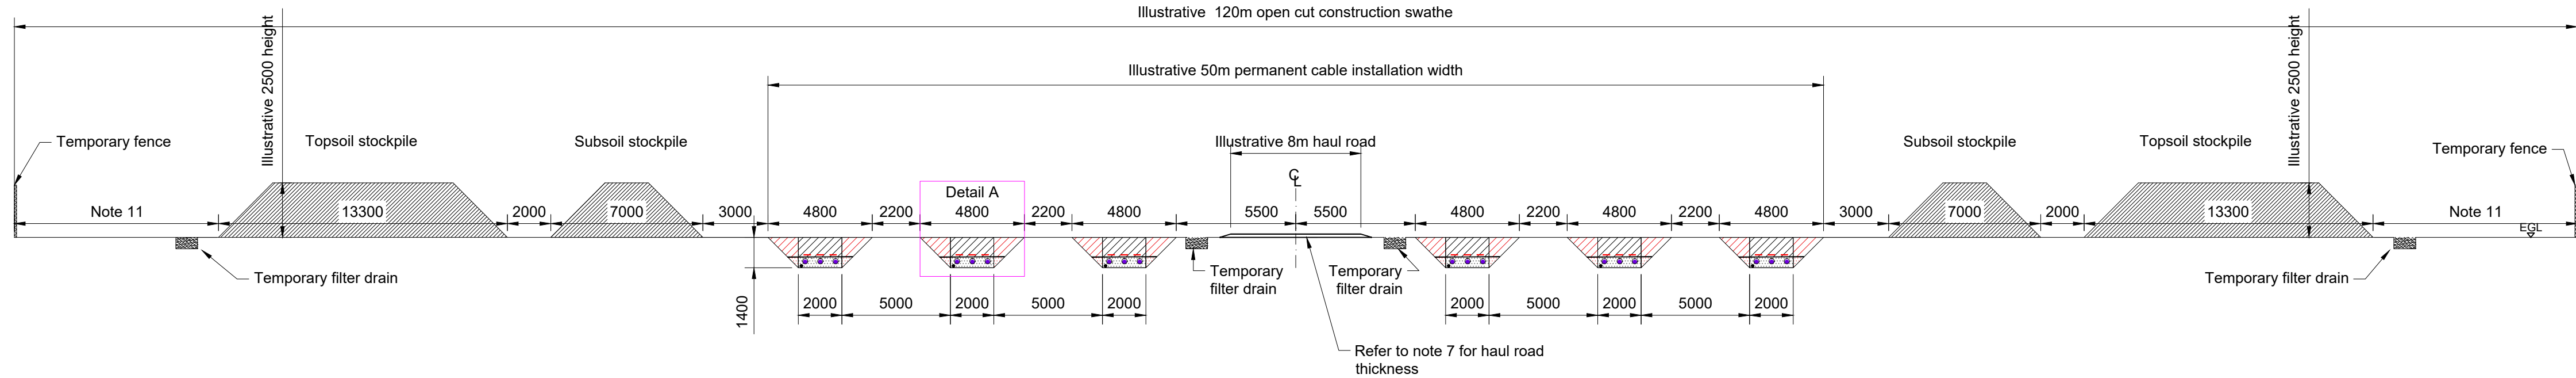 Illustrative 120m open cut construction swathe
Illustrative 50m permanent cable installation width
Illustrative 2500 height
Illustrative 2500 height
Temporary fence
Topsoil stockpile
Subsoil stockpile
Illustrative 8m haul road
Subsoil stockpile
Topsoil stockpile
Temporary fence
CL
Detail A
Note 11
13300
2000
7000
3000
4800
2200
4800
2200
4800
5500
5500
4800
2200
4800
2200
4800
3000
7000
2000
13300
Note 11
EGL
Temporary filter drain
Temporary
filter drain
Temporary
filter drain
Temporary filter drain
1400
2000
5000
2000
5000
2000
2000
5000
2000
5000
2000
Refer to note 7 for haul road
thickness